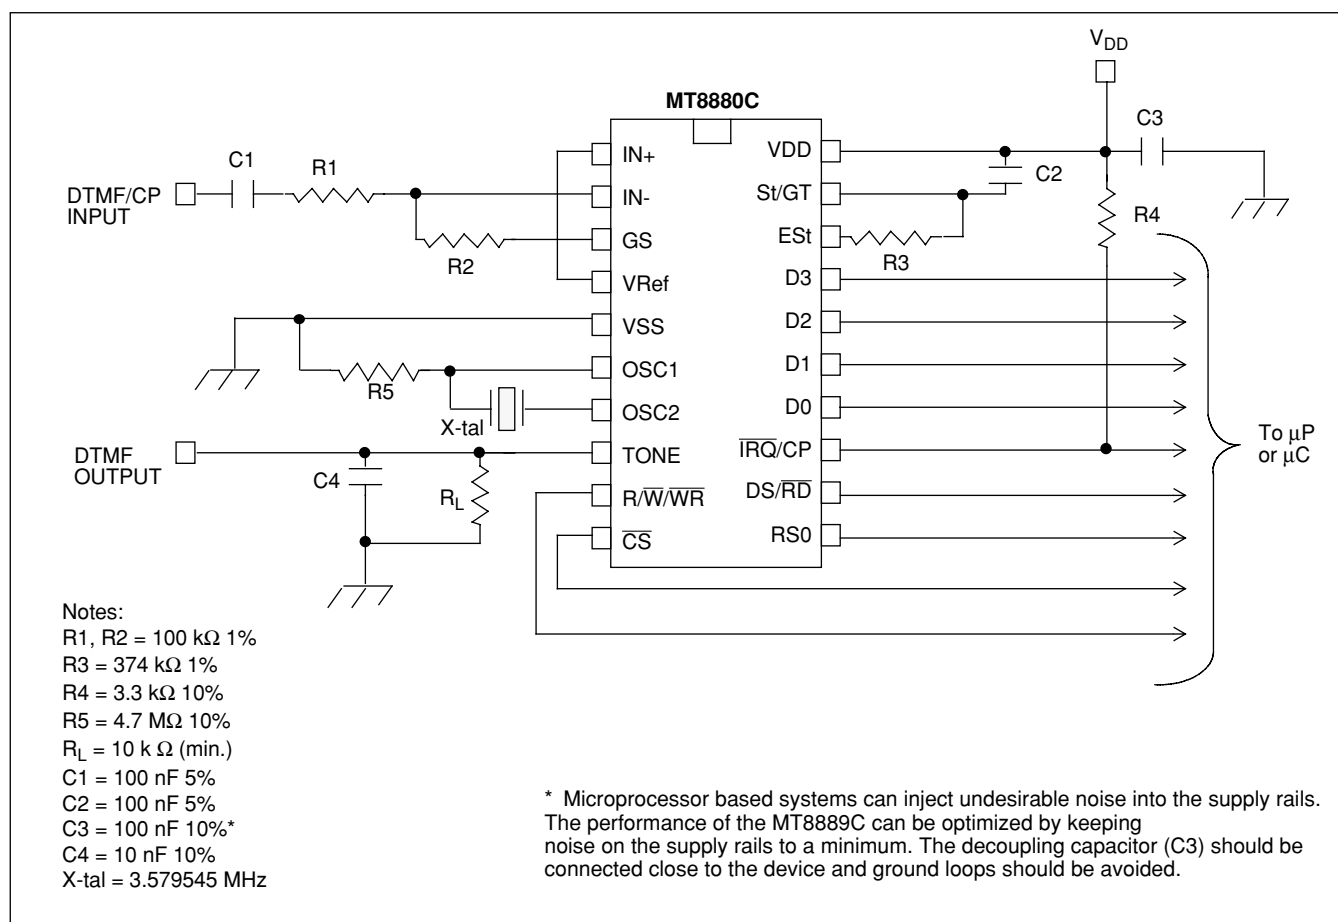 V_DD
MT8880C
C3
C1
R1
IN+
VDD
C2
DTMF/CP
INPUT
IN-
St/GT
R4
R2
GS
ESt
R3
VRef
D3
VSS
D2
R5
OSC1
D1
X-tal
OSC2
D0
DTMF
OUTPUT
TONE
I̅R̅Q̅/CP
To µP
or µC
C4
R_L
R/W̅/W̅R̅
DS/R̅D̅
C̅S̅
RS0
Notes:
R1, R2 = 100 kΩ 1%
R3 = 374 kΩ 1%
R4 = 3.3 kΩ 10%
R5 = 4.7 MΩ 10%
R_L = 10 k Ω (min.)
C1 = 100 nF 5%
C2 = 100 nF 5%
C3 = 100 nF 10%*
C4 = 10 nF 10%
X-tal = 3.579545 MHz
* Microprocessor based systems can inject undesirable noise into the supply rails.
The performance of the MT8889C can be optimized by keeping
noise on the supply rails to a minimum. The decoupling capacitor (C3) should be
connected close to the device and ground loops should be avoided.